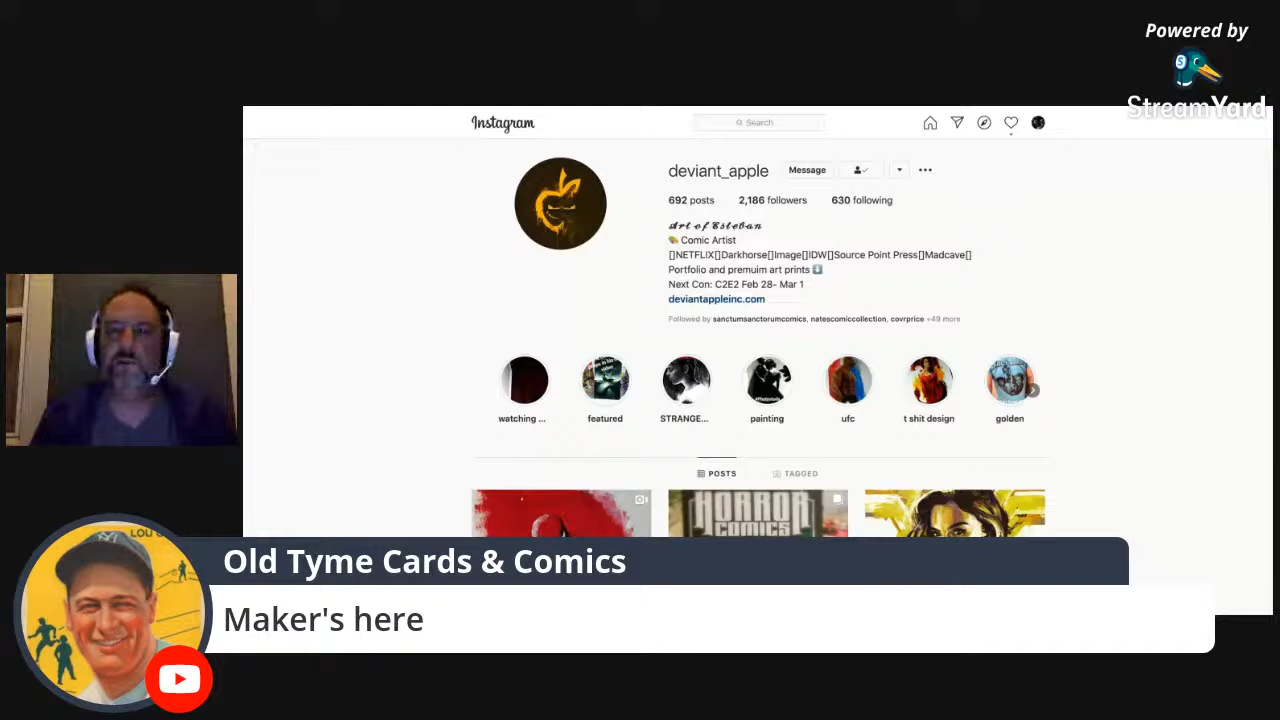 Powered by
StreamYard
Instagram
Search
deviant_apple
Message
692 posts
2,186 followers
630 following
𝓐𝓻𝓽 𝓸𝓯 𝓔𝓼𝓽𝓮𝓫𝓪𝓷
🎨 Comic Artist
[]NETFLIX[]Darkhorse[]Image[]IDW[]Source Point Press[]Madcave[]
Portfolio and premuim art prints ⬇️
Next Con: C2E2 Feb 28- Mar 1
deviantappleinc.com
Followed by sanctumsanctorumcomics, natescomiccollection, covrprice +49 more
watching ...
featured
STRANGE...
painting
ufc
t shit design
golden
POSTS
TAGGED
HORROR
COMICS
LOU
Old Tyme Cards & Comics
Maker's here